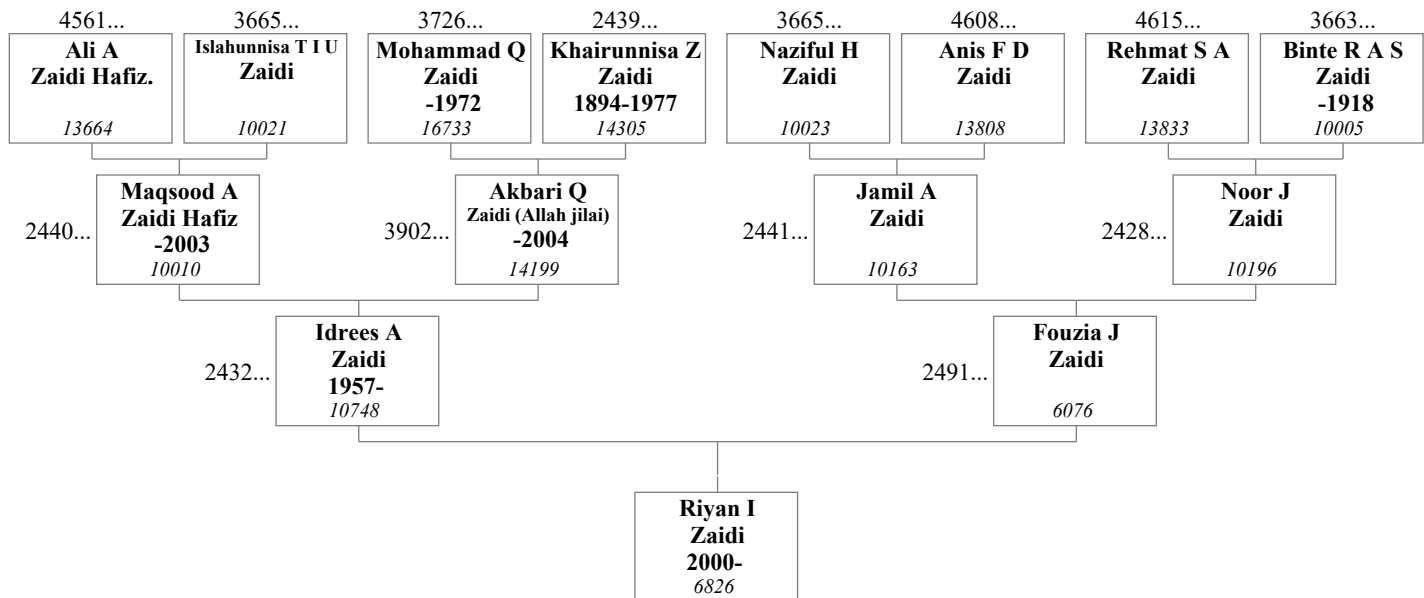 4561... 3665... 3726... 2439... 3665... 4608... 4615... 3663...
Ali A
Zaidi Hafiz.
13664
Islahunnisa T I U
Zaidi
10021
Mohammad Q
Zaidi
-1972
16733
Khairunnisa Z
Zaidi
1894-1977
14305
Naziful H
Zaidi
10023
Anis F D
Zaidi
13808
Rehmat S A
Zaidi
13833
Binte R A S
Zaidi
-1918
10005
2440...
Maqsood A
Zaidi Hafiz
-2003
10010
3902...
Akbari Q
Zaidi (Allah jilai)
-2004
14199
2441...
Jamil A
Zaidi
10163
2428...
Noor J
Zaidi
10196
2432...
Idrees A
Zaidi
1957-
10748
2491...
Fouzia J
Zaidi
6076
Riyan I
Zaidi
2000-
6826